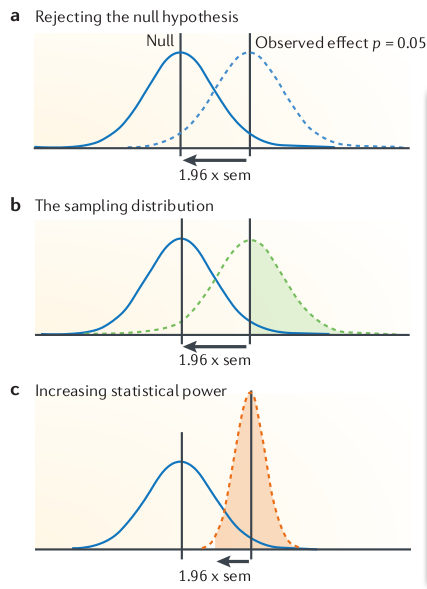 a Rejecting the null hypothesis
Null
Observed effect p = 0.05
1.96 x sem
b The sampling distribution
1.96 x sem
c Increasing statistical power
1.96 x sem